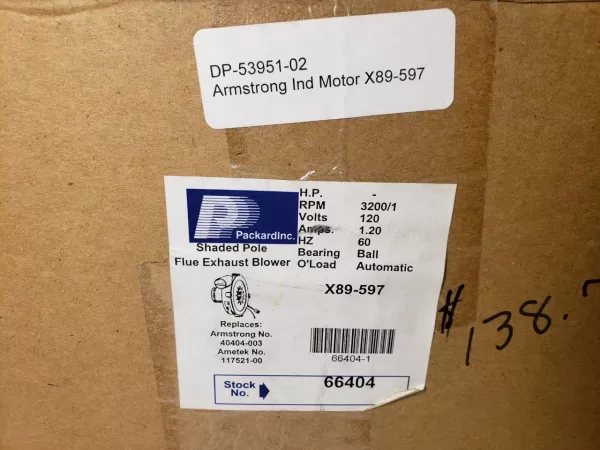 DP-53951-02
Armstrong Ind Motor X89-597
PackardInc.
Shaded Pole
Flue Exhaust Blower
H.P. -
RPM 3200/1
Volts 120
Amps. 1.20
HZ 60
Bearing Ball
O'Load Automatic
X89-597
Replaces:
Armstrong No.
40404-003
Ametek No.
117521-00
66404-1
Stock No.
66404
$138.